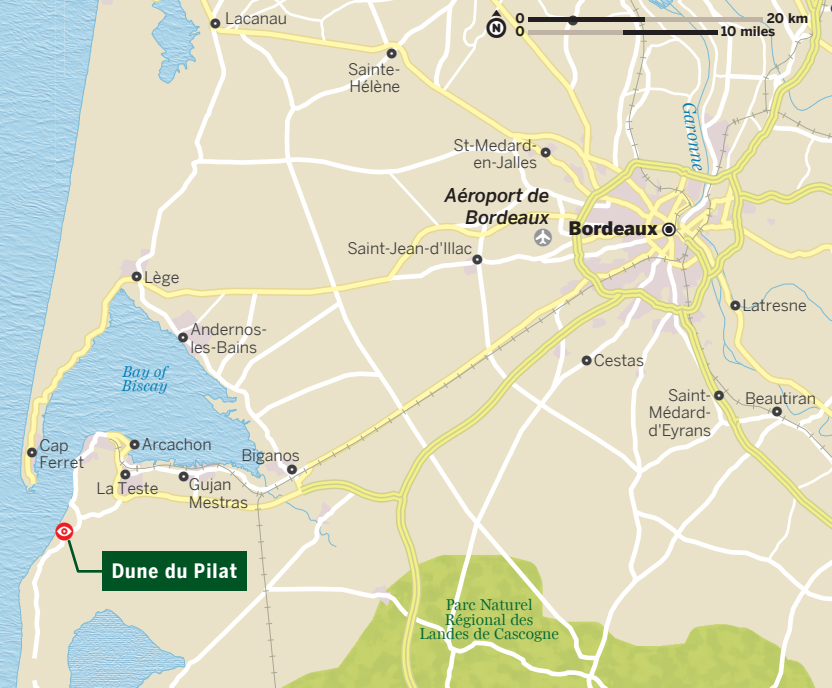 Lacanau
0
20 km
N
0
10 miles
Sainte-
Hélène
Garonne
St-Medard-
en-Jalles
Aéroport de
Bordeaux
Bordeaux
Saint-Jean-d'Illac
Lège
Latresne
Andernos-
les-Bains
Bay of
Biscay
Cestas
Saint-
Médard-
d'Eyrans
Beautiran
Cap
Ferret
Arcachon
Biganos
La Teste
Gujan
Mestras
Dune du Pilat
Parc Naturel
Régional des
Landes de Cascogne